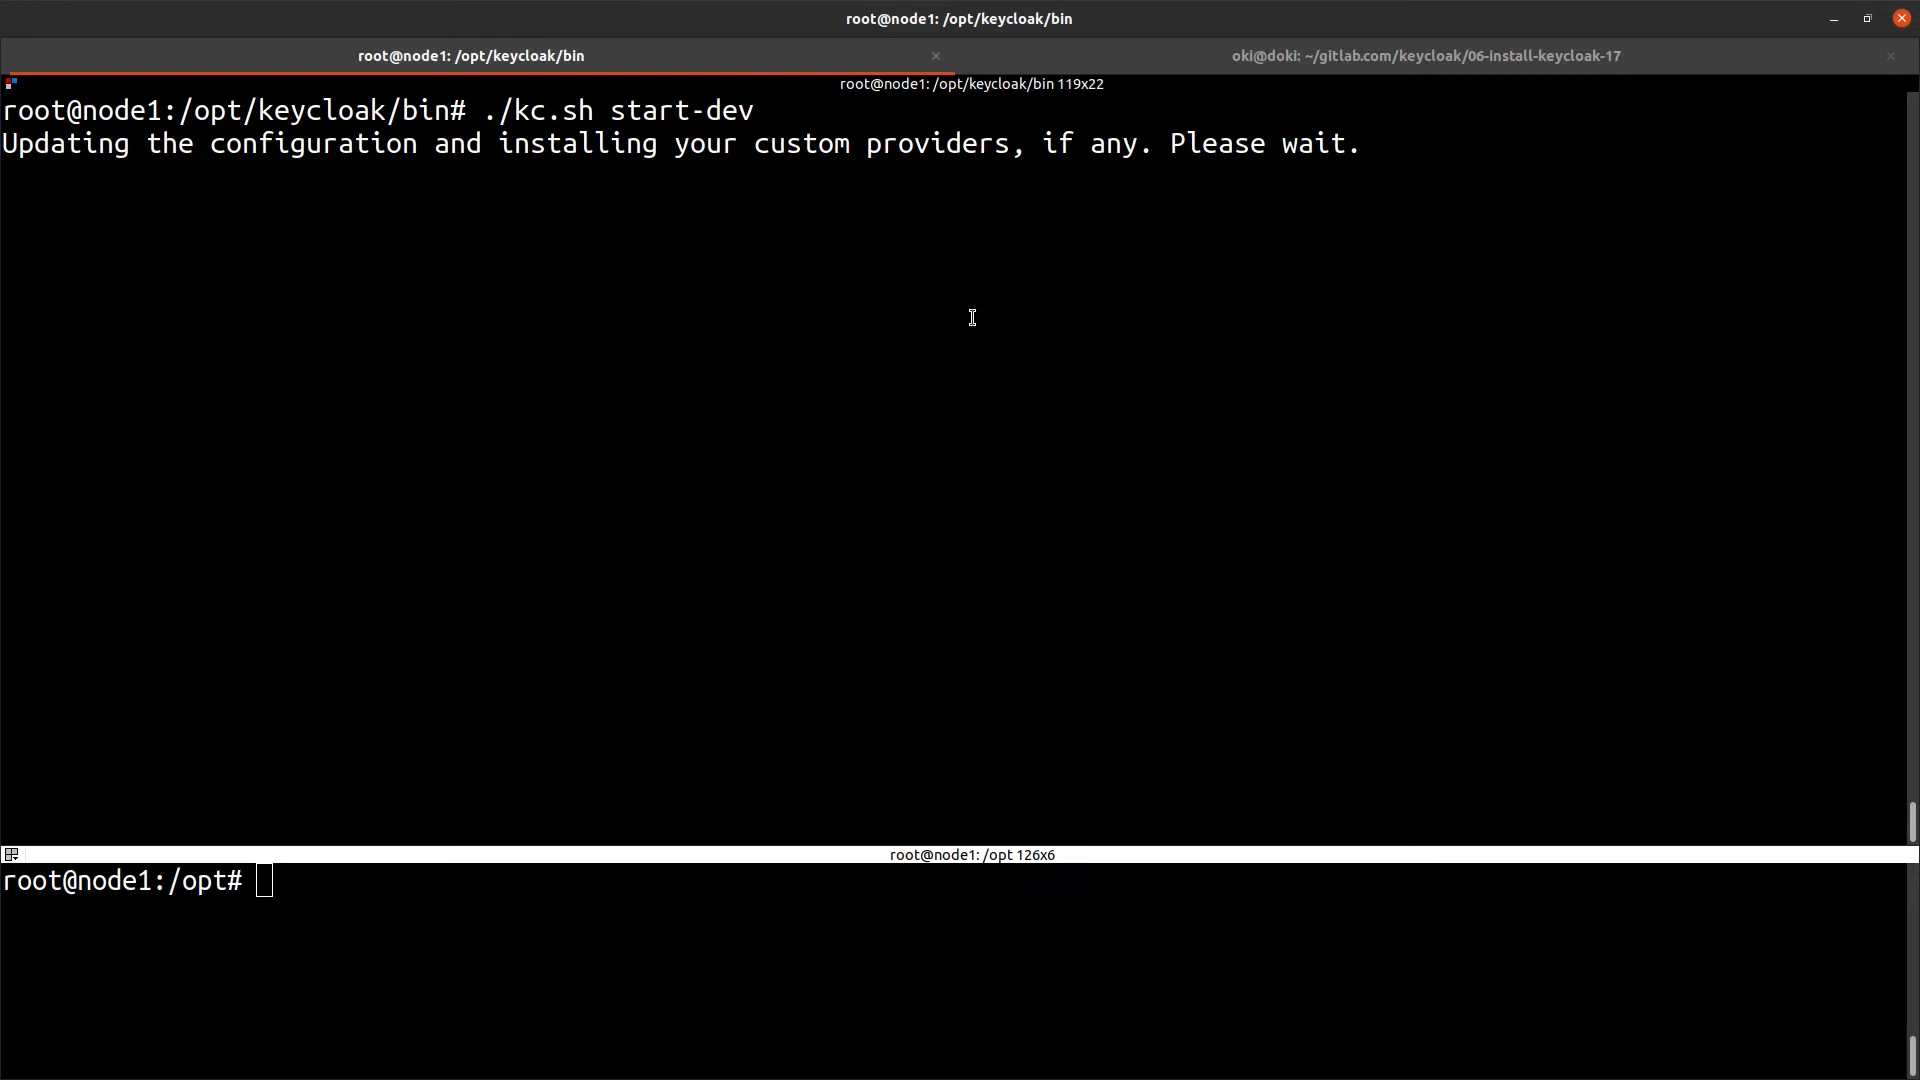 root@node1: /opt/keycloak/bin
root@node1: /opt/keycloak/bin
oki@doki: ~/gitlab.com/keycloak/06-install-keycloak-17
root@node1: /opt/keycloak/bin 119x22
root@node1:/opt/keycloak/bin# ./kc.sh start-dev
Updating the configuration and installing your custom providers, if any. Please wait.
root@node1: /opt 126x6
root@node1:/opt#